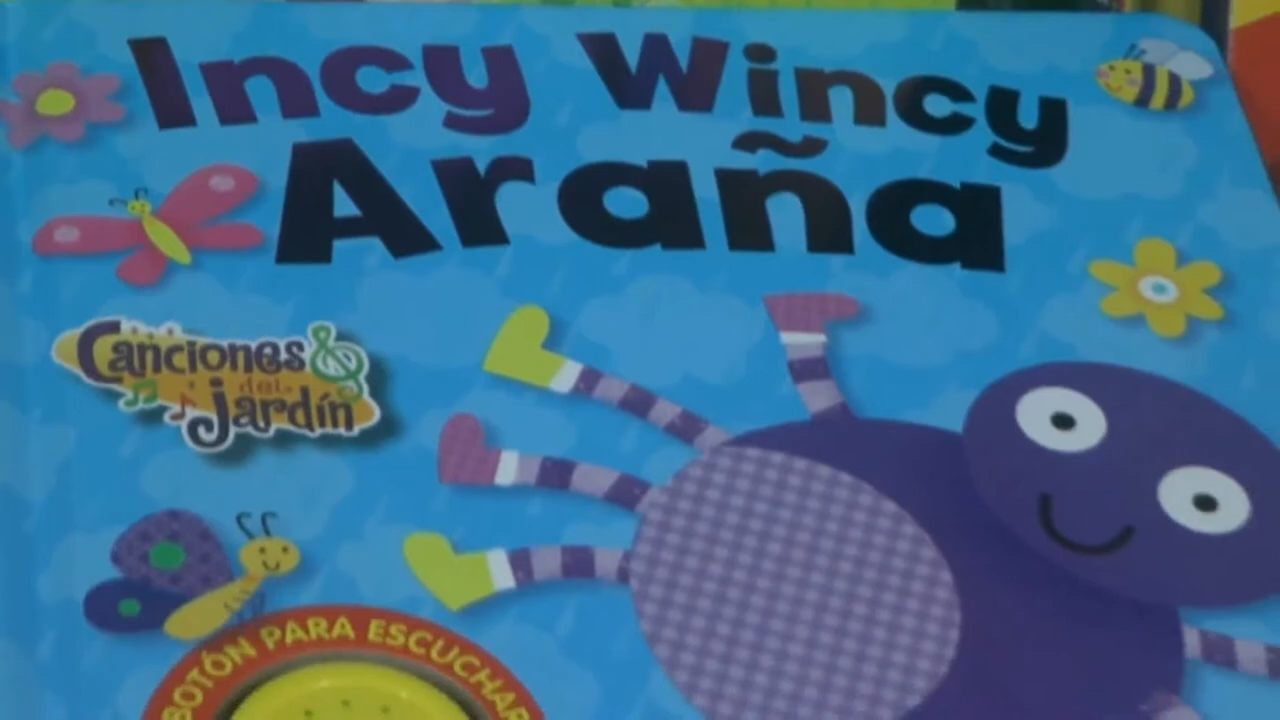 Incy Wincy
Araña
Canciones
del
jardín
BOTÓN PARA ESCUCHAR